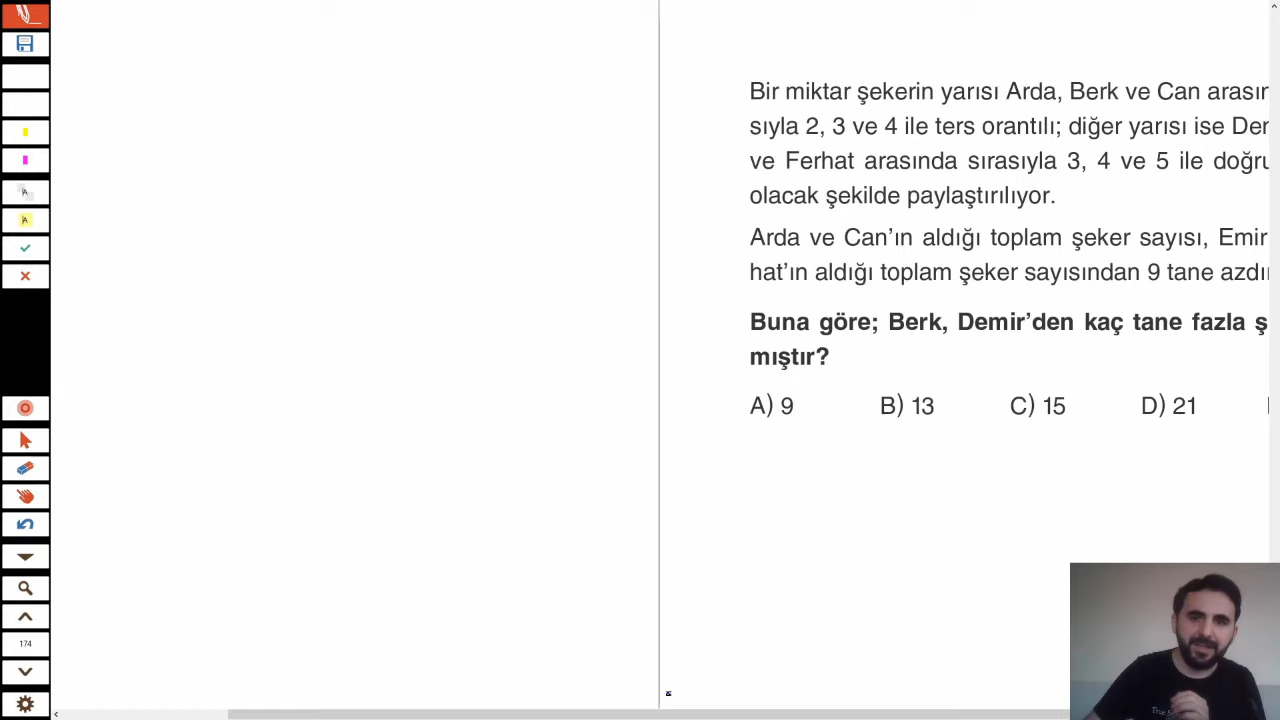 Bir miktar şekerin yarısı Arda, Berk ve Can arasır
sıyla 2, 3 ve 4 ile ters orantılı; diğer yarısı ise Der
ve Ferhat arasında sırasıyla 3, 4 ve 5 ile doğru
olacak şekilde paylaştırılıyor.
Arda ve Can'ın aldığı toplam şeker sayısı, Emir
hat'ın aldığı toplam şeker sayısından 9 tane azdır
Buna göre; Berk, Demir'den kaç tane fazla ş
mıştır?
A) 9 B) 13 C) 15 D) 21
A
A
174